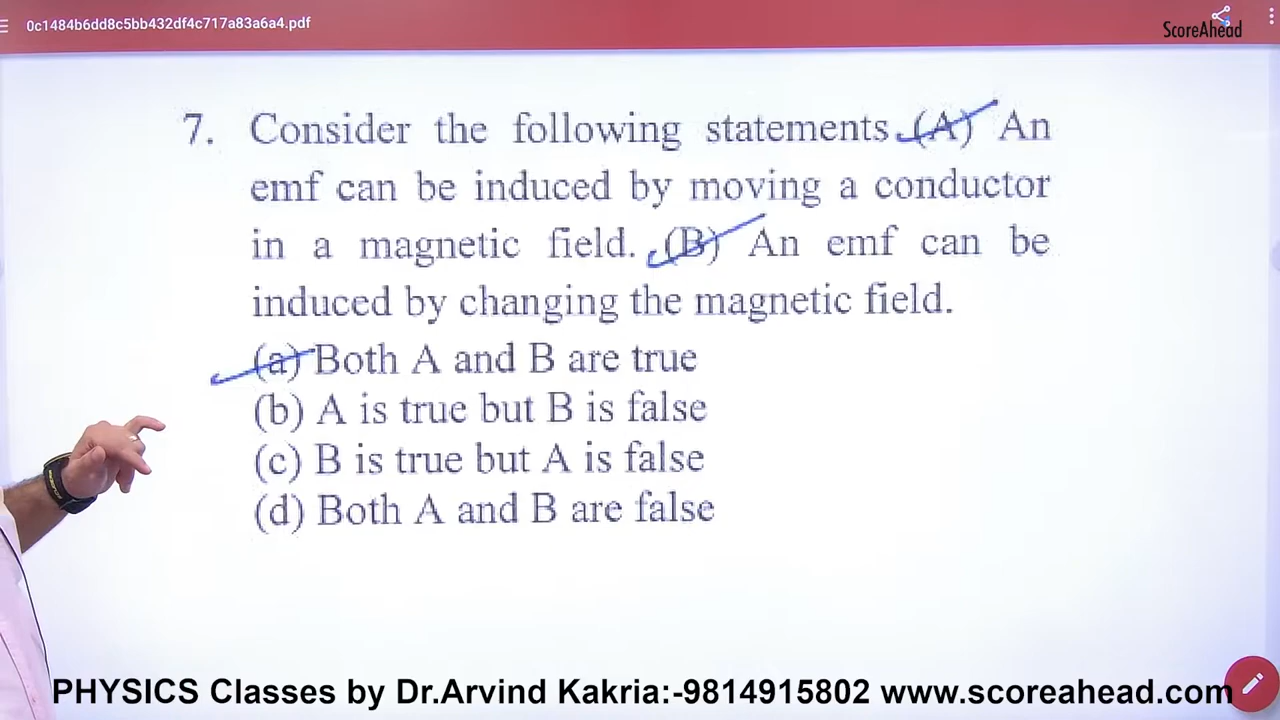 0c1484b6dd8c5bb432df4c717a83a6a4.pdf
ScoreAhead
7. Consider the following statements (A) An
emf can be induced by moving a conductor
in a magnetic field. (B) An emf can be
induced by changing the magnetic field.
(a) Both A and B are true
(b) A is true but B is false
(c) B is true but A is false
(d) Both A and B are false
PHYSICS Classes by Dr.Arvind Kakria:-9814915802 www.scoreahead.com